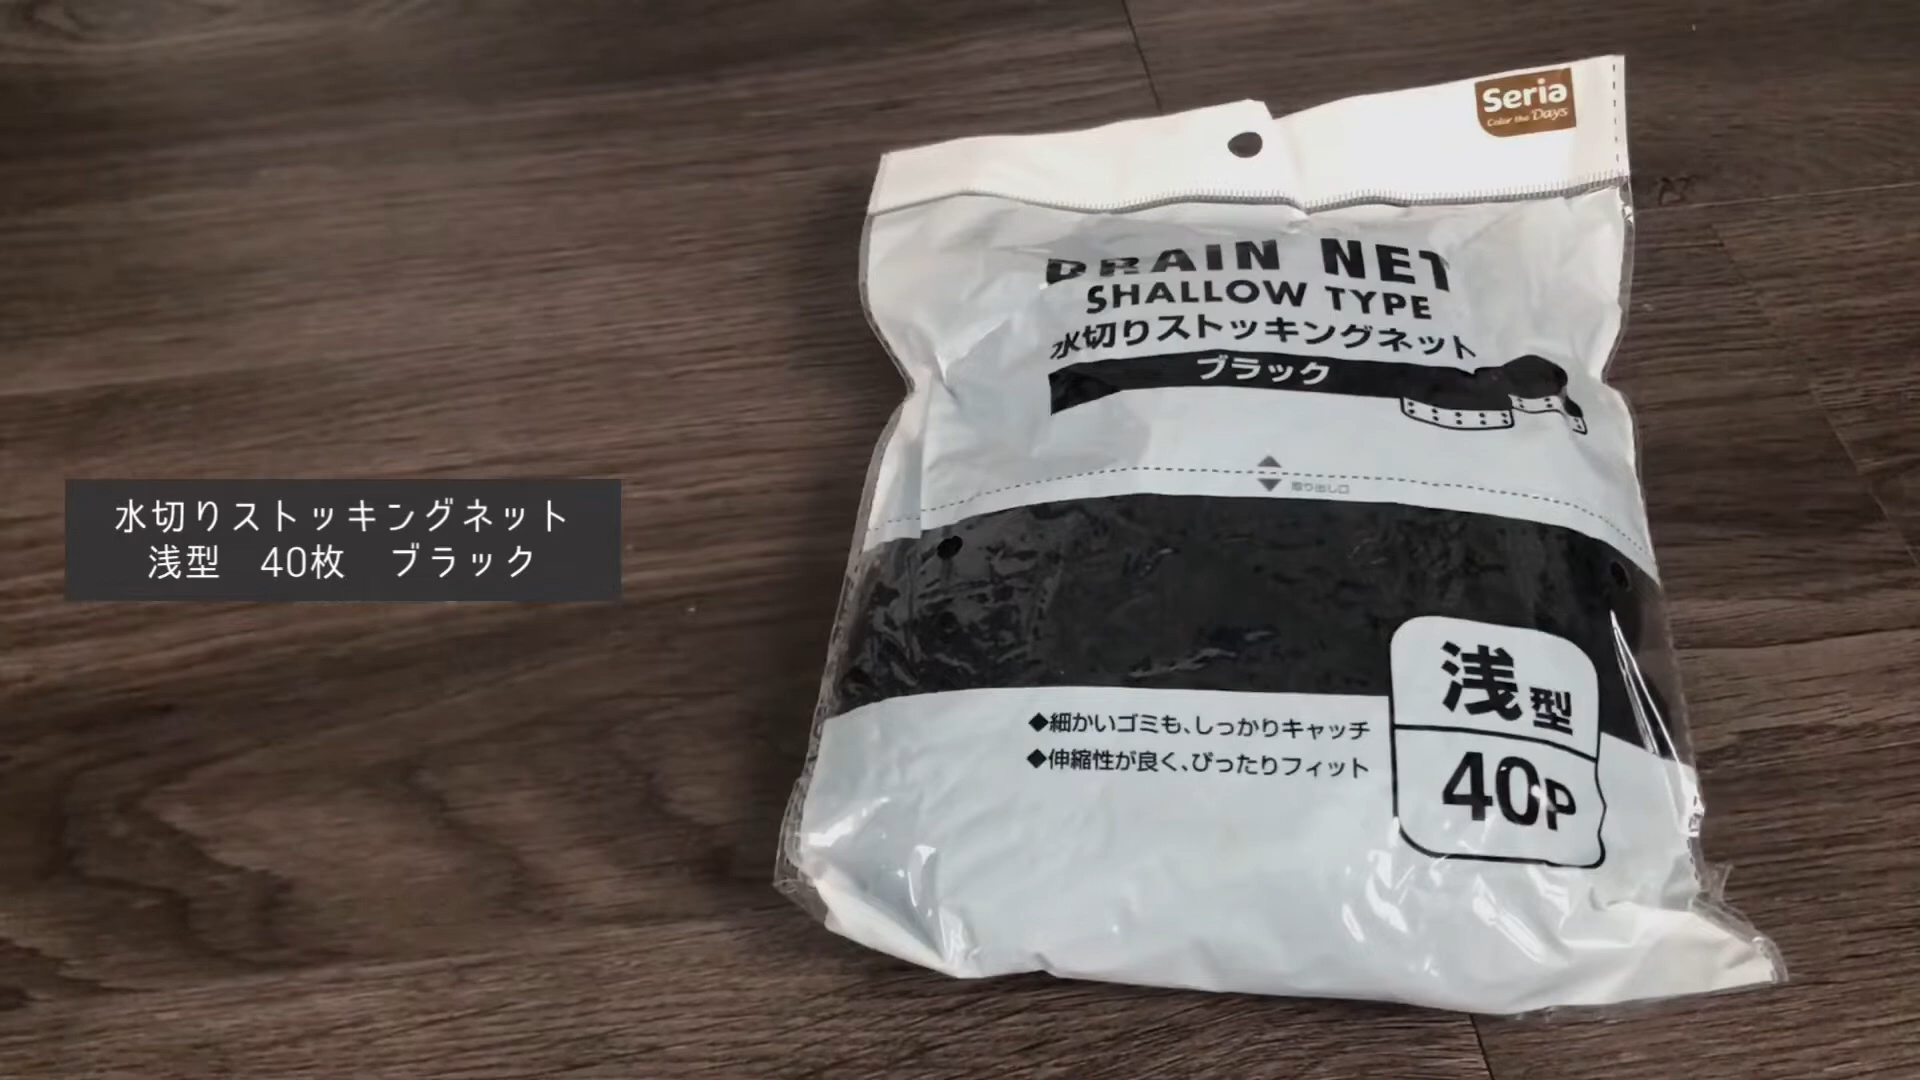 Seria
Color the Days
DRAIN NET
SHALLOW TYPE
水切りストッキングネット
ブラック
取り出し口
水切りストッキングネット
浅型 40枚 ブラック
浅型
40P
◆細かいゴミも、しっかりキャッチ
◆伸縮性が良く、ぴったりフィット